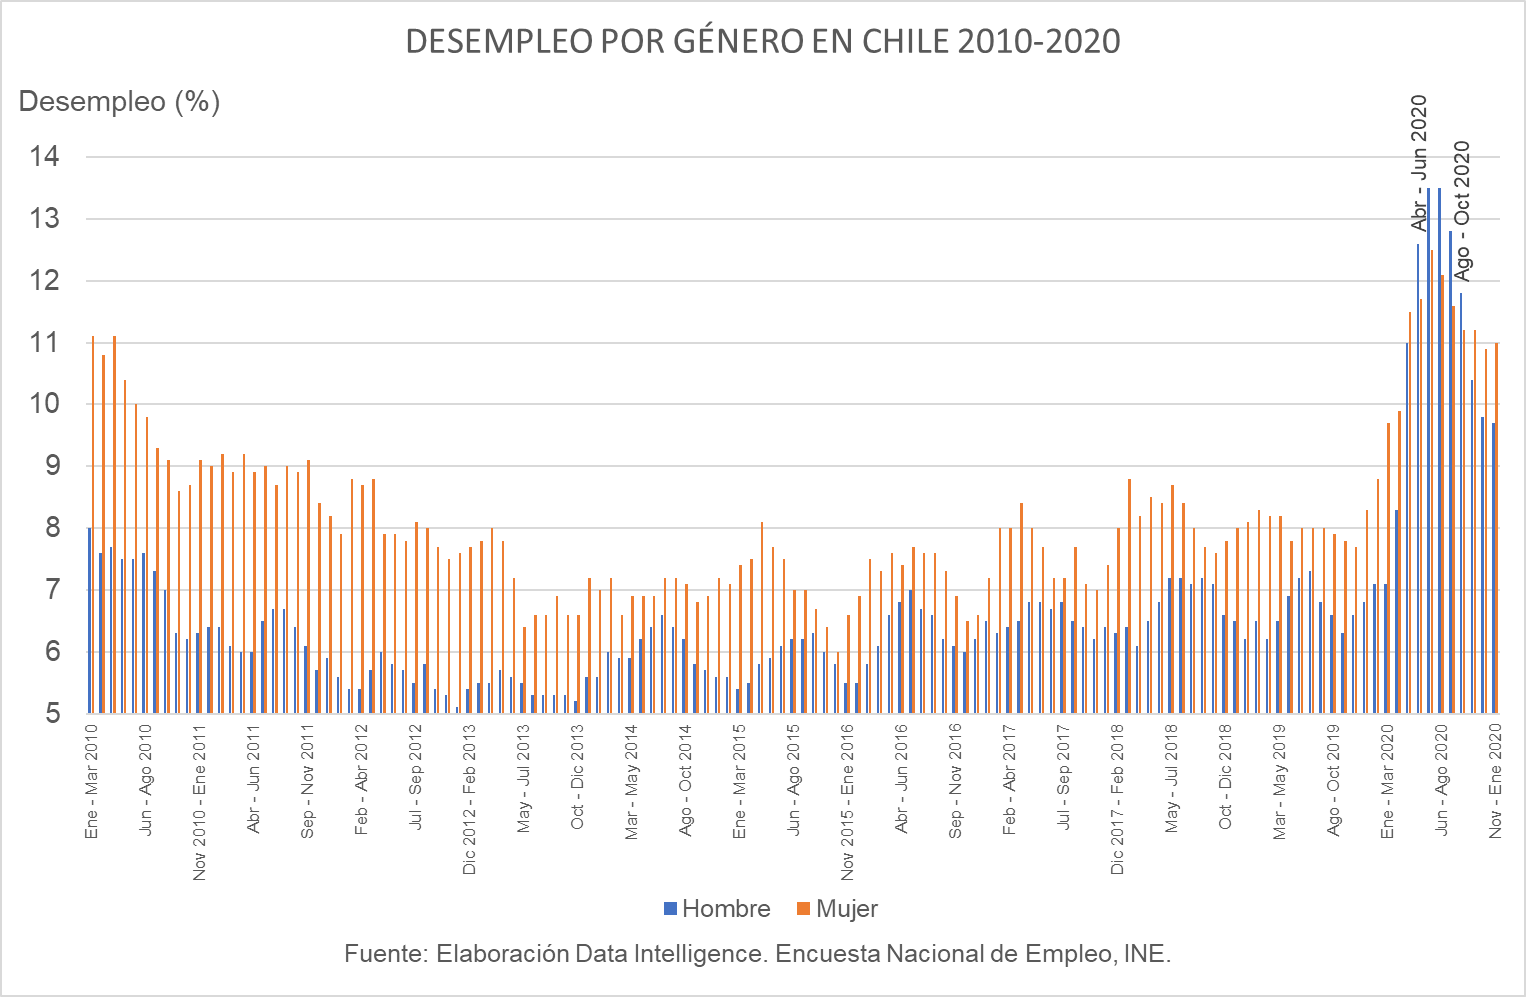 DESEMPLEO POR GÉNERO EN CHILE 2010-2020
Desempleo (%)
14
13
12
11
10
9
8
7
6
5
Abr - Jun 2020
Ago - Oct 2020
Ene - Mar 2010
Jun - Ago 2010
Nov 2010 - Ene 2011
Abr - Jun 2011
Sep - Nov 2011
Feb - Abr 2012
Jul - Sep 2012
Dic 2012 - Feb 2013
May - Jul 2013
Oct - Dic 2013
Mar - May 2014
Ago - Oct 2014
Ene - Mar 2015
Jun - Ago 2015
Nov 2015 - Ene 2016
Abr - Jun 2016
Sep - Nov 2016
Feb - Abr 2017
Jul - Sep 2017
Dic 2017 - Feb 2018
May - Jul 2018
Oct - Dic 2018
Mar - May 2019
Ago - Oct 2019
Ene - Mar 2020
Jun - Ago 2020
Nov - Ene 2020
Hombre
Mujer
Fuente: Elaboración Data Intelligence. Encuesta Nacional de Empleo, INE.